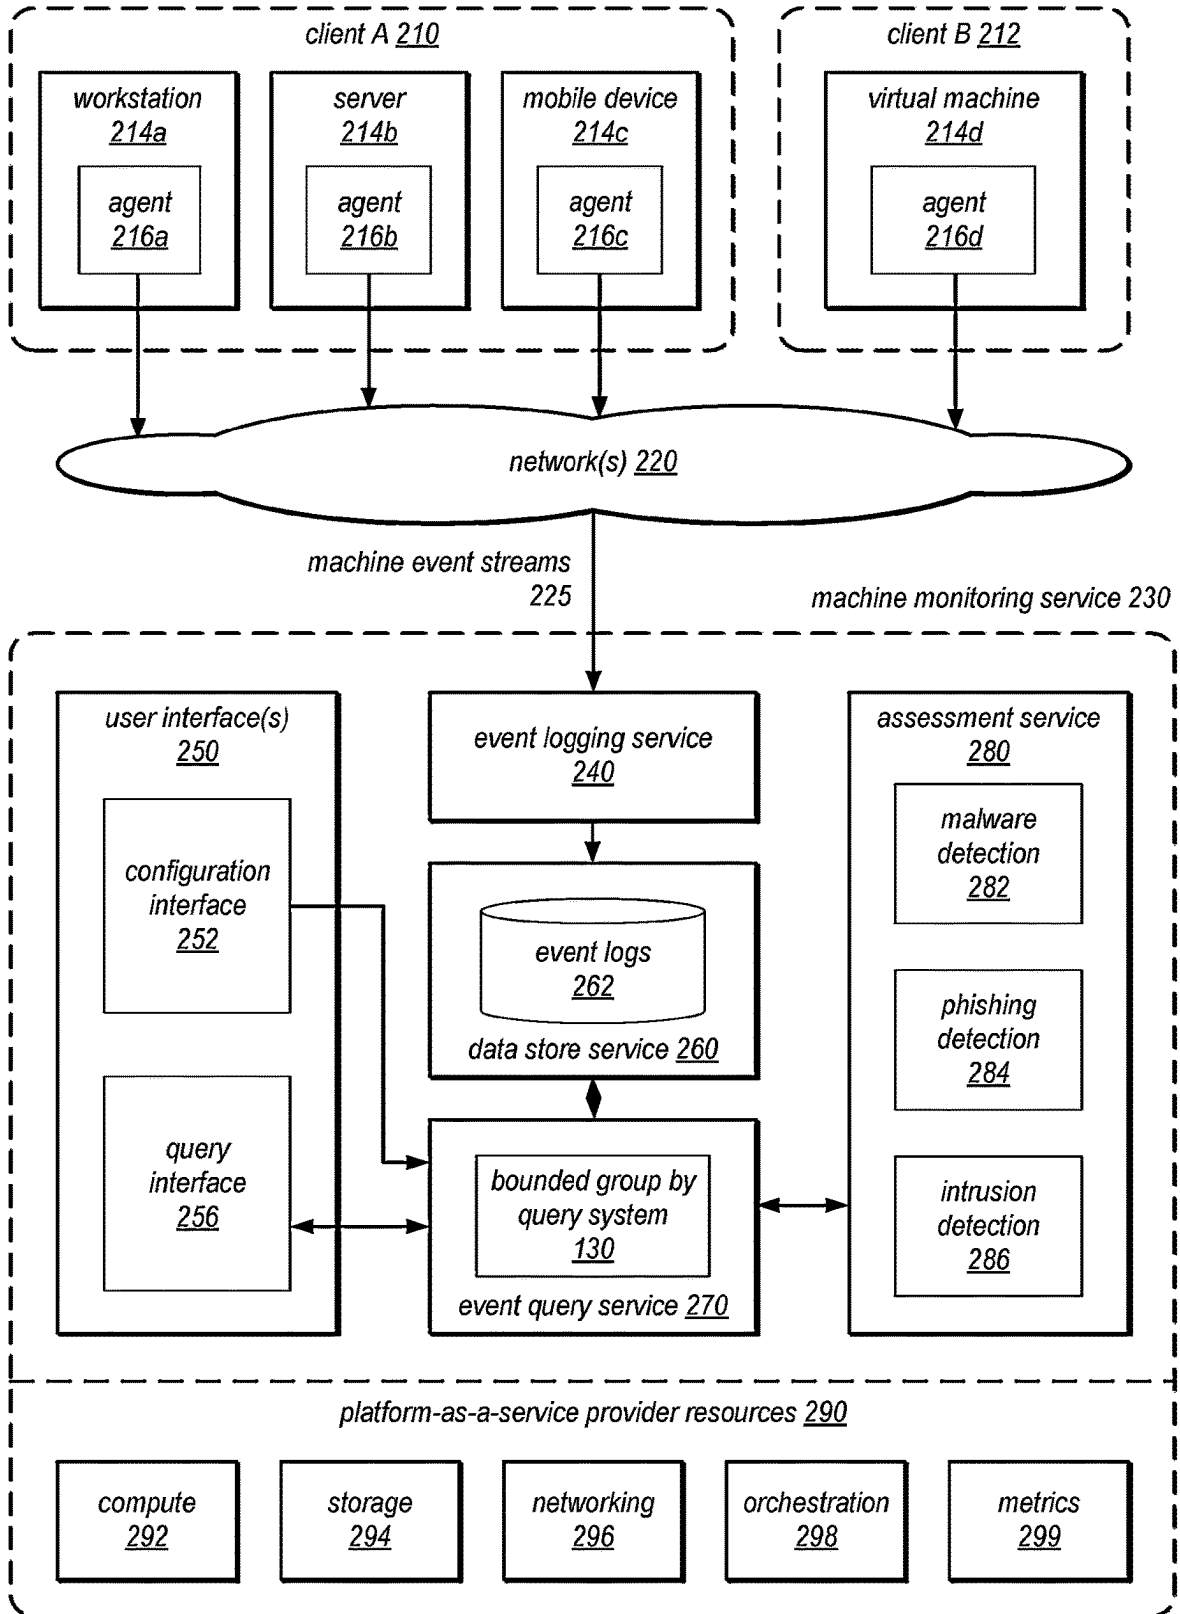 client A 210
client B 212
workstation
214a
server
214b
mobile device
214c
virtual machine
214d
agent
216a
agent
216b
agent
216c
agent
216d
network(s) 220
machine event streams
225
machine monitoring service 230
user interface(s)
250
configuration
interface
252
query
interface
256
event logging service
240
event logs
262
data store service 260
bounded group by
query system
130
event query service 270
assessment service
280
malware
detection
282
phishing
detection
284
intrusion
detection
286
platform-as-a-service provider resources 290
compute
292
storage
294
networking
296
orchestration
298
metrics
299